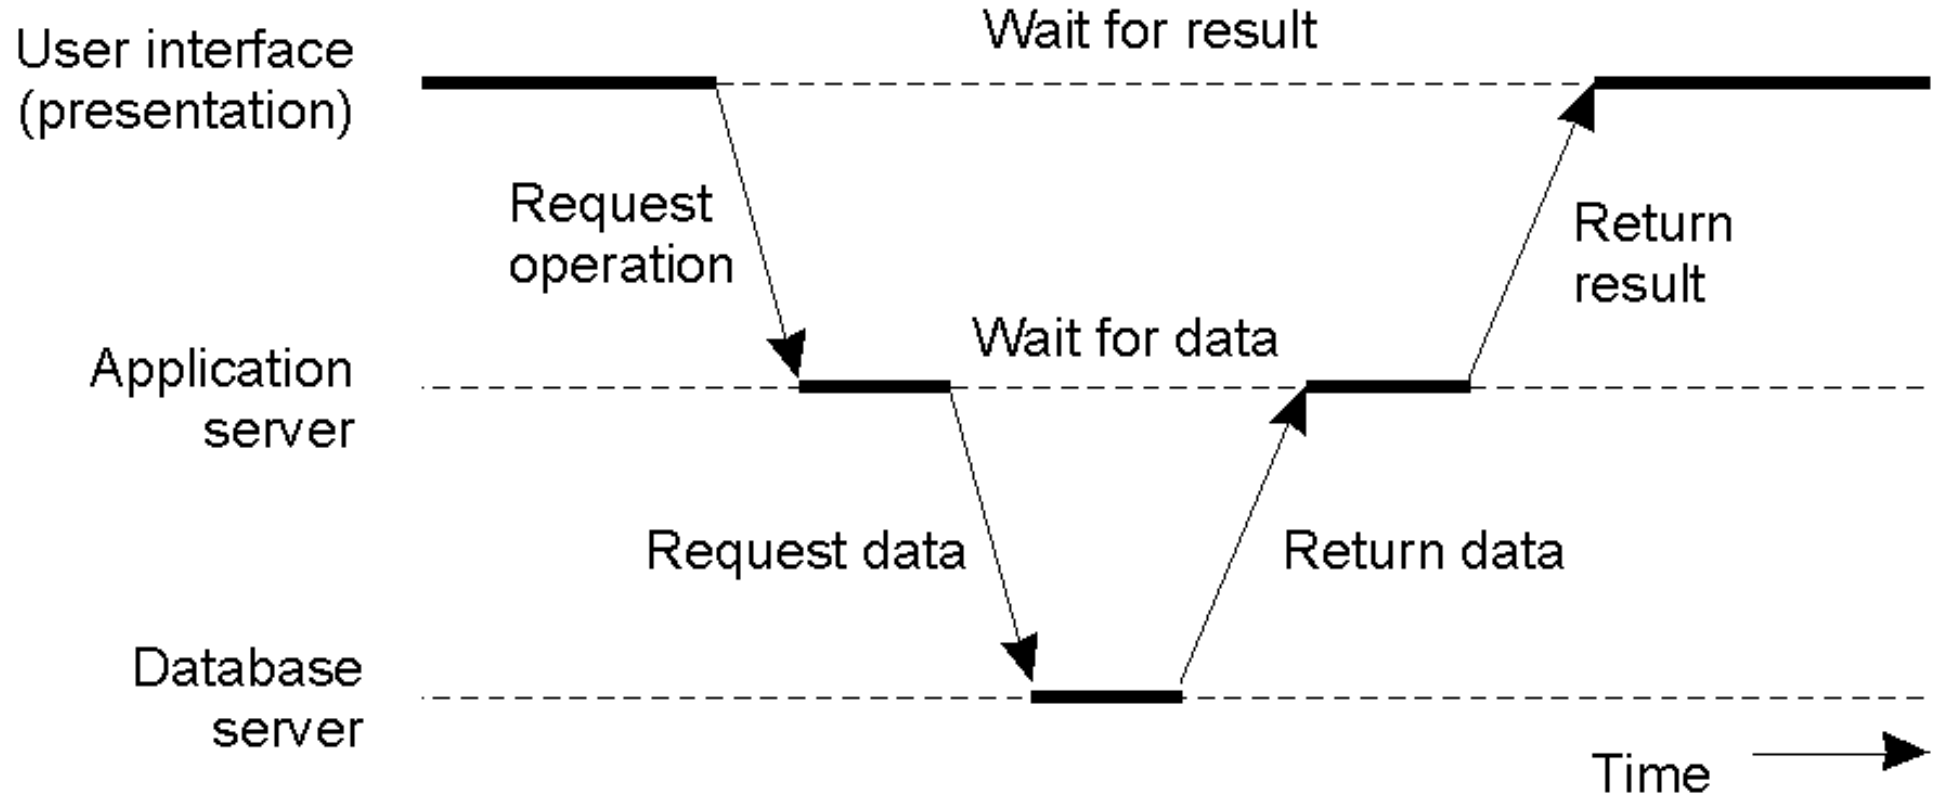 User interface
(presentation)
Wait for result
Request
operation
Return
result
Application
server
Wait for data
Request data
Return data
Database
server
Time